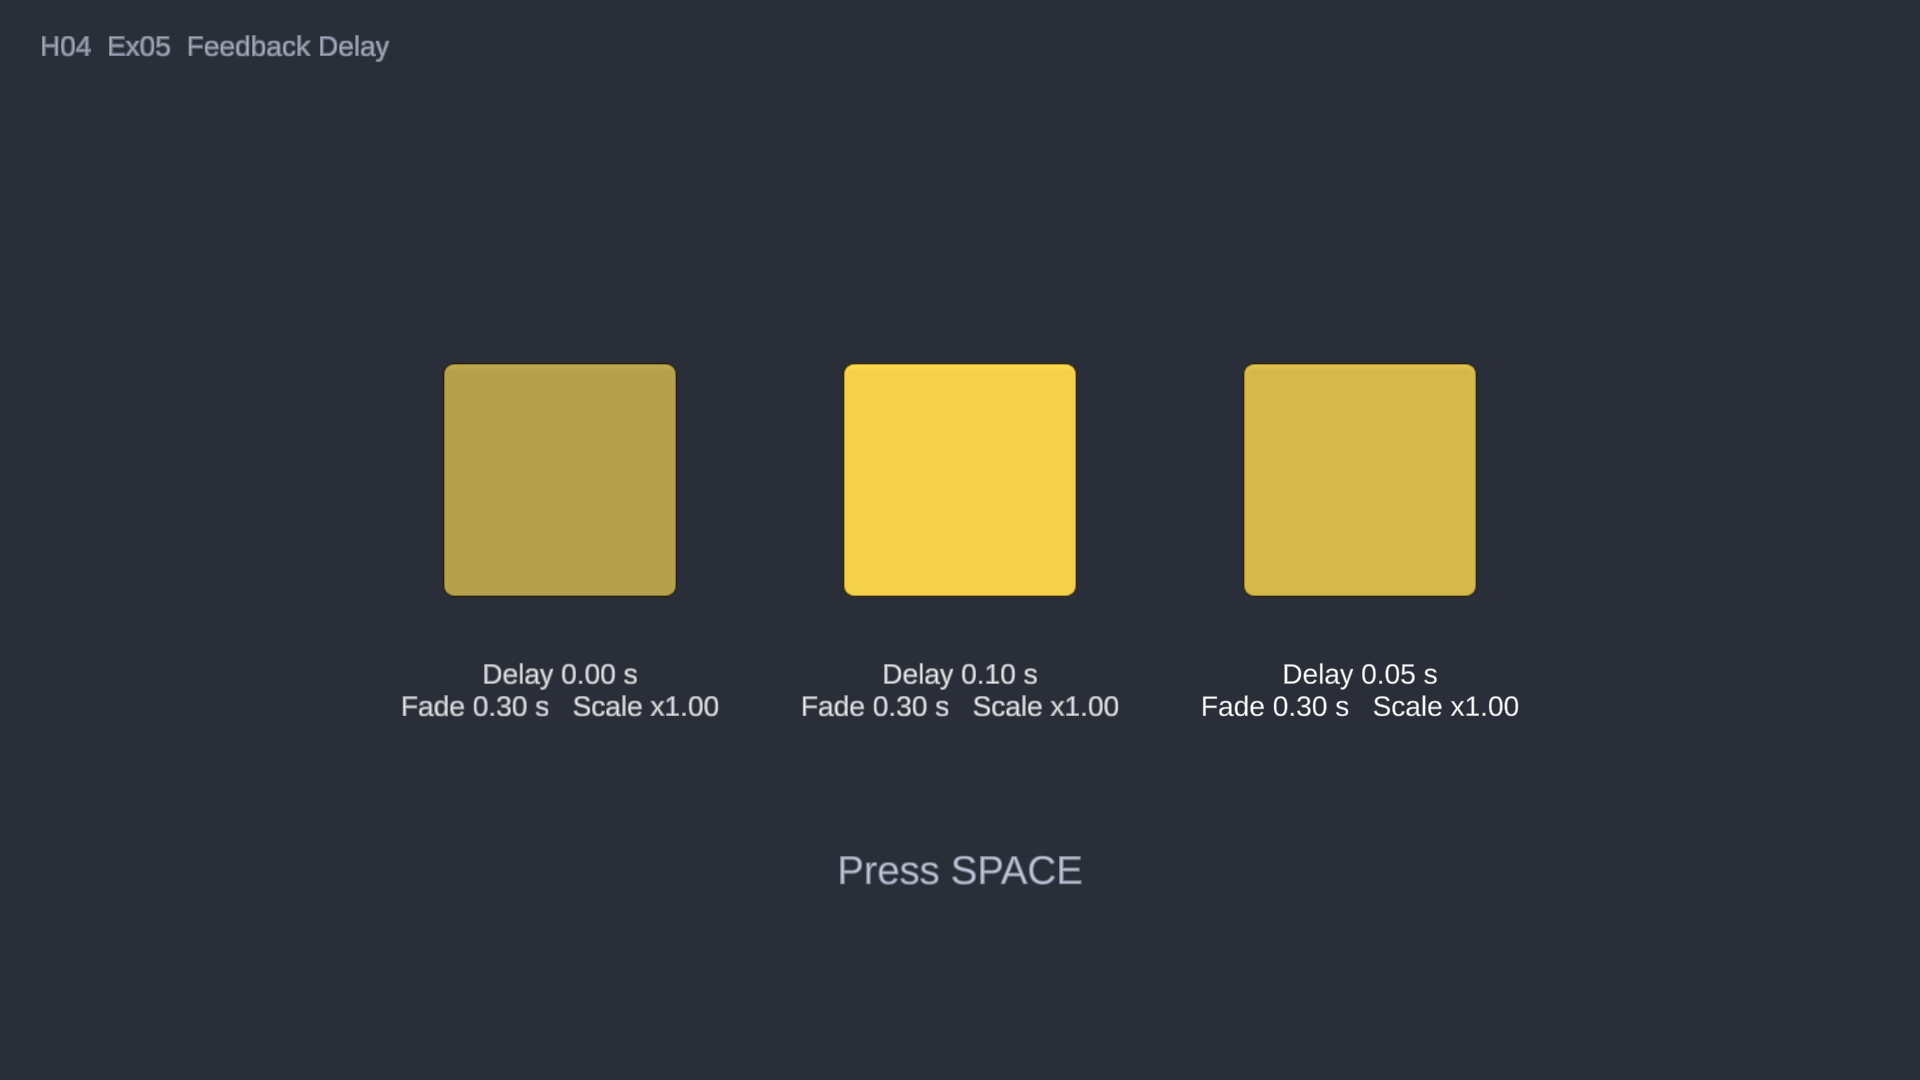 H04 Ex05 Feedback Delay
Delay 0.00 s
Fade 0.30 s Scale x1.00
Delay 0.10 s
Fade 0.30 s Scale x1.00
Delay 0.05 s
Fade 0.30 s Scale x1.00
Press SPACE